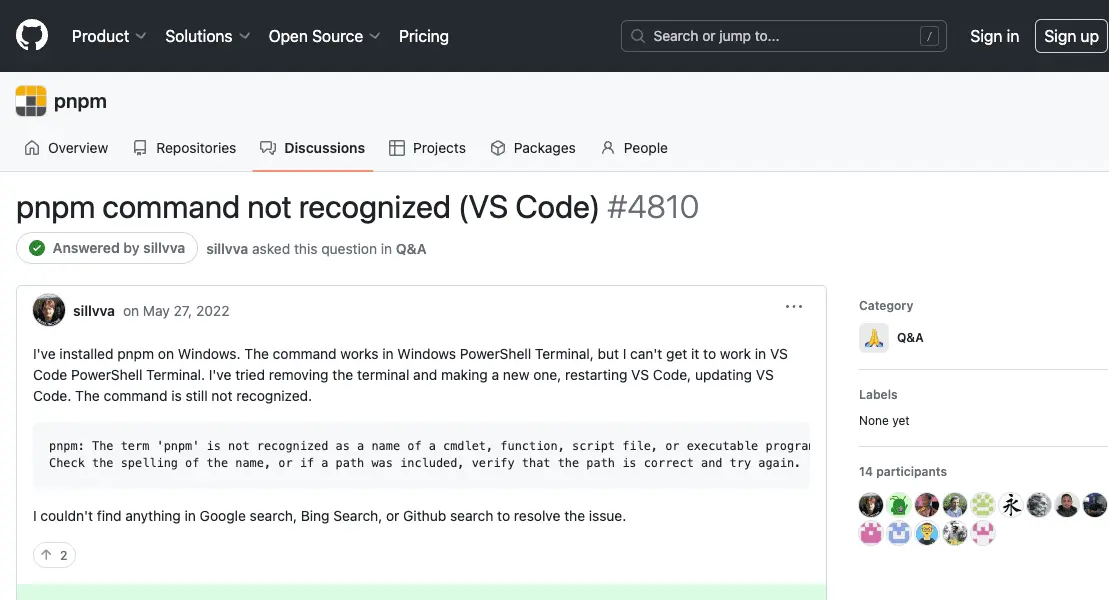 Product Solutions Open Source Pricing Search or jump to... / Sign in Sign up
pnpm
Overview Repositories Discussions Projects Packages People
pnpm command not recognized (VS Code) #4810
Answered by sillvva sillvva asked this question in Q&A
sillvva on May 27, 2022
I've installed pnpm on Windows. The command works in Windows PowerShell Terminal, but I can't get it to work in VS
Code PowerShell Terminal. I've tried removing the terminal and making a new one, restarting VS Code, updating VS
Code. The command is still not recognized.
pnpm: The term 'pnpm' is not recognized as a name of a cmdlet, function, script file, or executable
Check the spelling of the name, or if a path was included, verify that the path is correct and try again.
I couldn't find anything in Google search, Bing Search, or Github search to resolve the issue.
2
Category
Q&A
Labels
None yet
14 participants
永